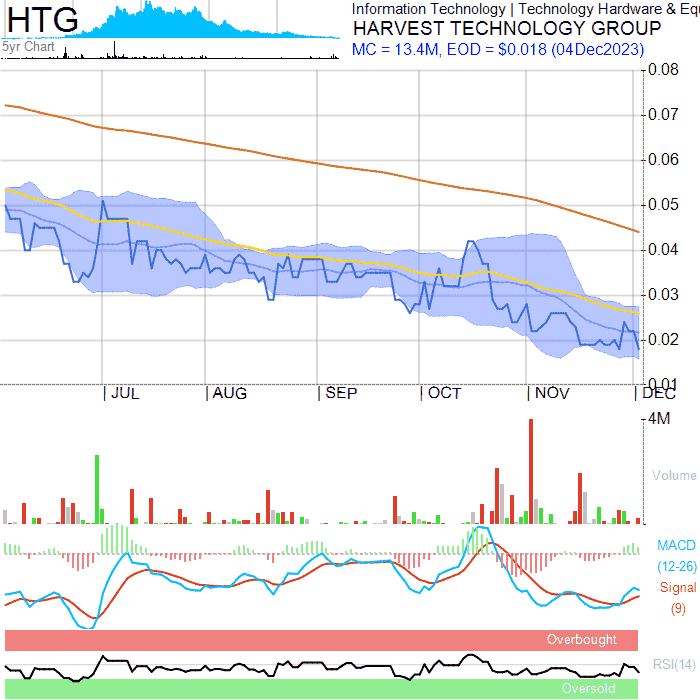 HTG
5yr Chart
Information Technology | Technology Hardware & Equ
HARVEST TECHNOLOGY GROUP
MC = 13.4M, EOD = $0.018 (04Dec2023)
0.08
0.07
0.06
0.05
0.04
0.03
0.02
0.01
| JUL | AUG | SEP | OCT | NOV | DEC
4M
Volume
MACD
(12-26)
Signal
(9)
Overbought
RSI(14)
Oversold